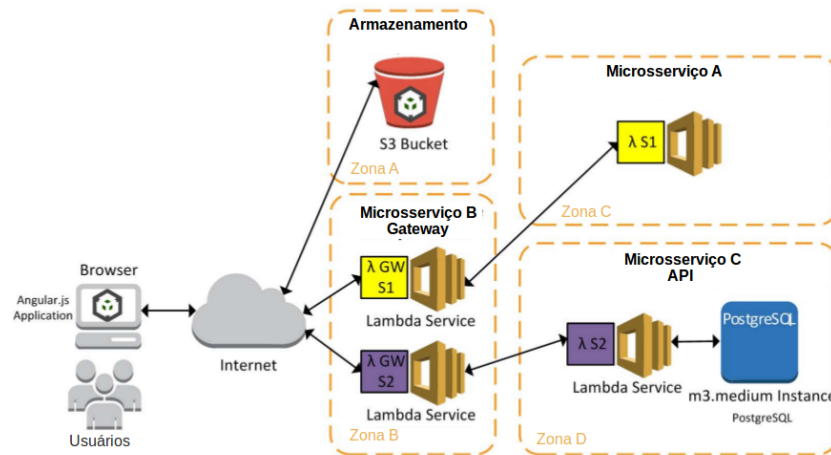 Armazenamento
S3 Bucket
Zona A
Microsserviço A
λ S1
Zona C
Microsserviço B
Gateway
λ GW
S1
Lambda Service
λ GW
S2
Lambda Service
Zona B
Microsserviço C
API
λ S2
Lambda Service
PostgreSQL
m3.medium Instance
PostgreSQL
Zona D
Browser
Angular.js
Application
Internet
Usuários